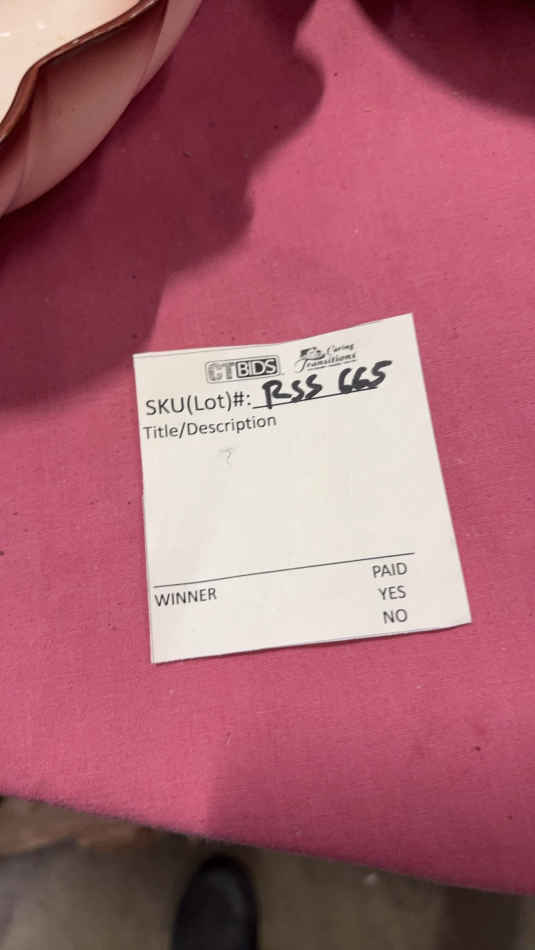 CTBIDS Caring Transitions
SKU(Lot)#: RSS 665
Title/Description
WINNER PAID
YES
NO